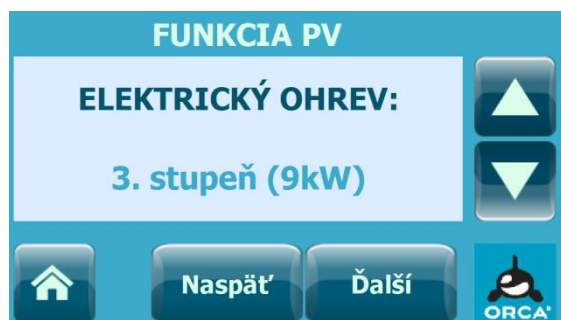 FUNKCIA PV
ELEKTRICKÝ OHREV:
3. stupeň (9kW)
Naspäť Ďalší
ORCA